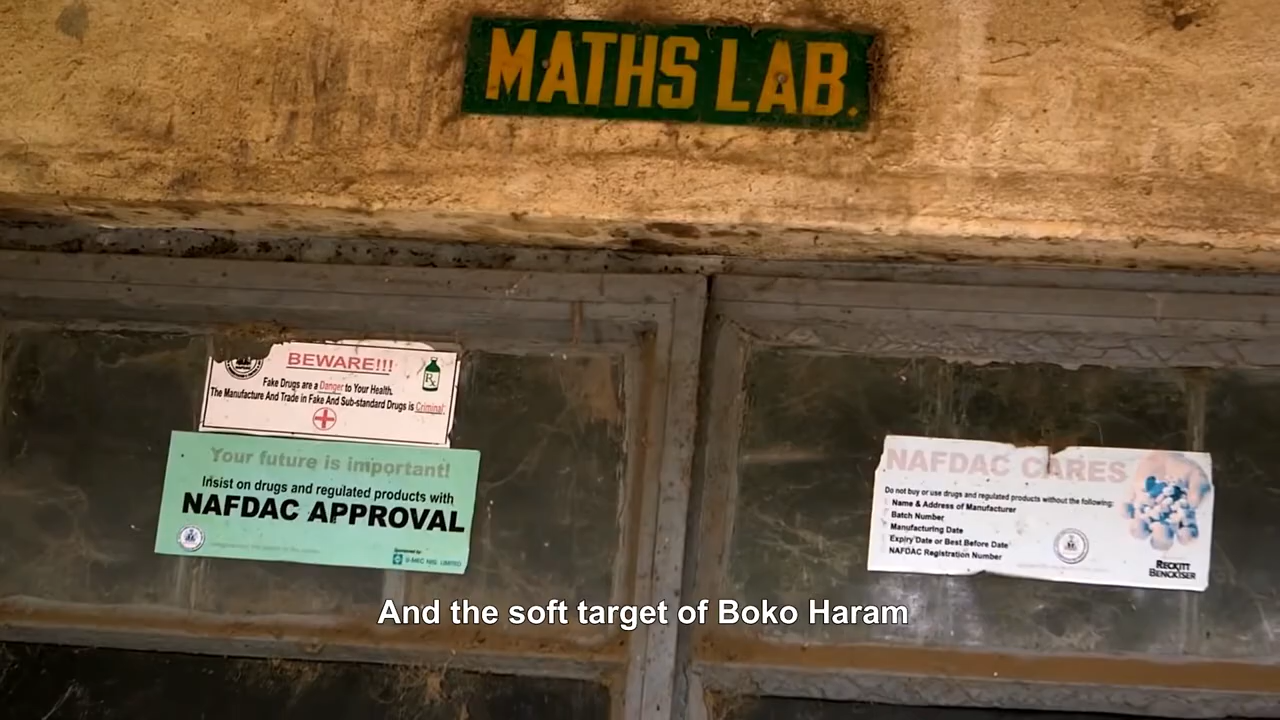 MATHS LAB.
BEWARE!!!
Fake Drugs are a Danger to Your Health.
The Manufacture And Trade in Fake And Sub-standard Drugs is Criminal
Your future is important!
Insist on drugs and regulated products with
NAFDAC APPROVAL
Sponsored by
NAFDAC CARES
Do not buy or use drugs and regulated products without the following:
Name & Address of Manufacturer
Batch Number
Manufacturing Date
Expiry Date or Best Before Date
NAFDAC Registration Number
RECKITT
BENCKISER
And the soft target of Boko Haram